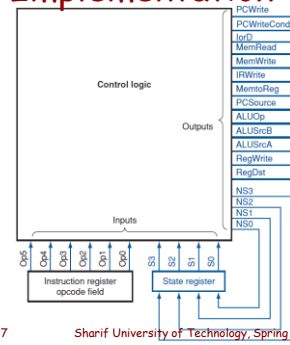 Implementation
PCWrite
PCWriteCond
IorD
MemRead
MemWrite
IRWrite
MemtoReg
PCSource
ALUOp
ALUSrcB
ALUSrcA
RegWrite
RegDst
NS3
NS2
NS1
NS0
Control logic
Outputs
Inputs
Op5
Op4
Op3
Op2
Op1
Op0
S3
S2
S1
S0
Instruction register
opcode field
State register
7
Sharif University of Technology, Spring